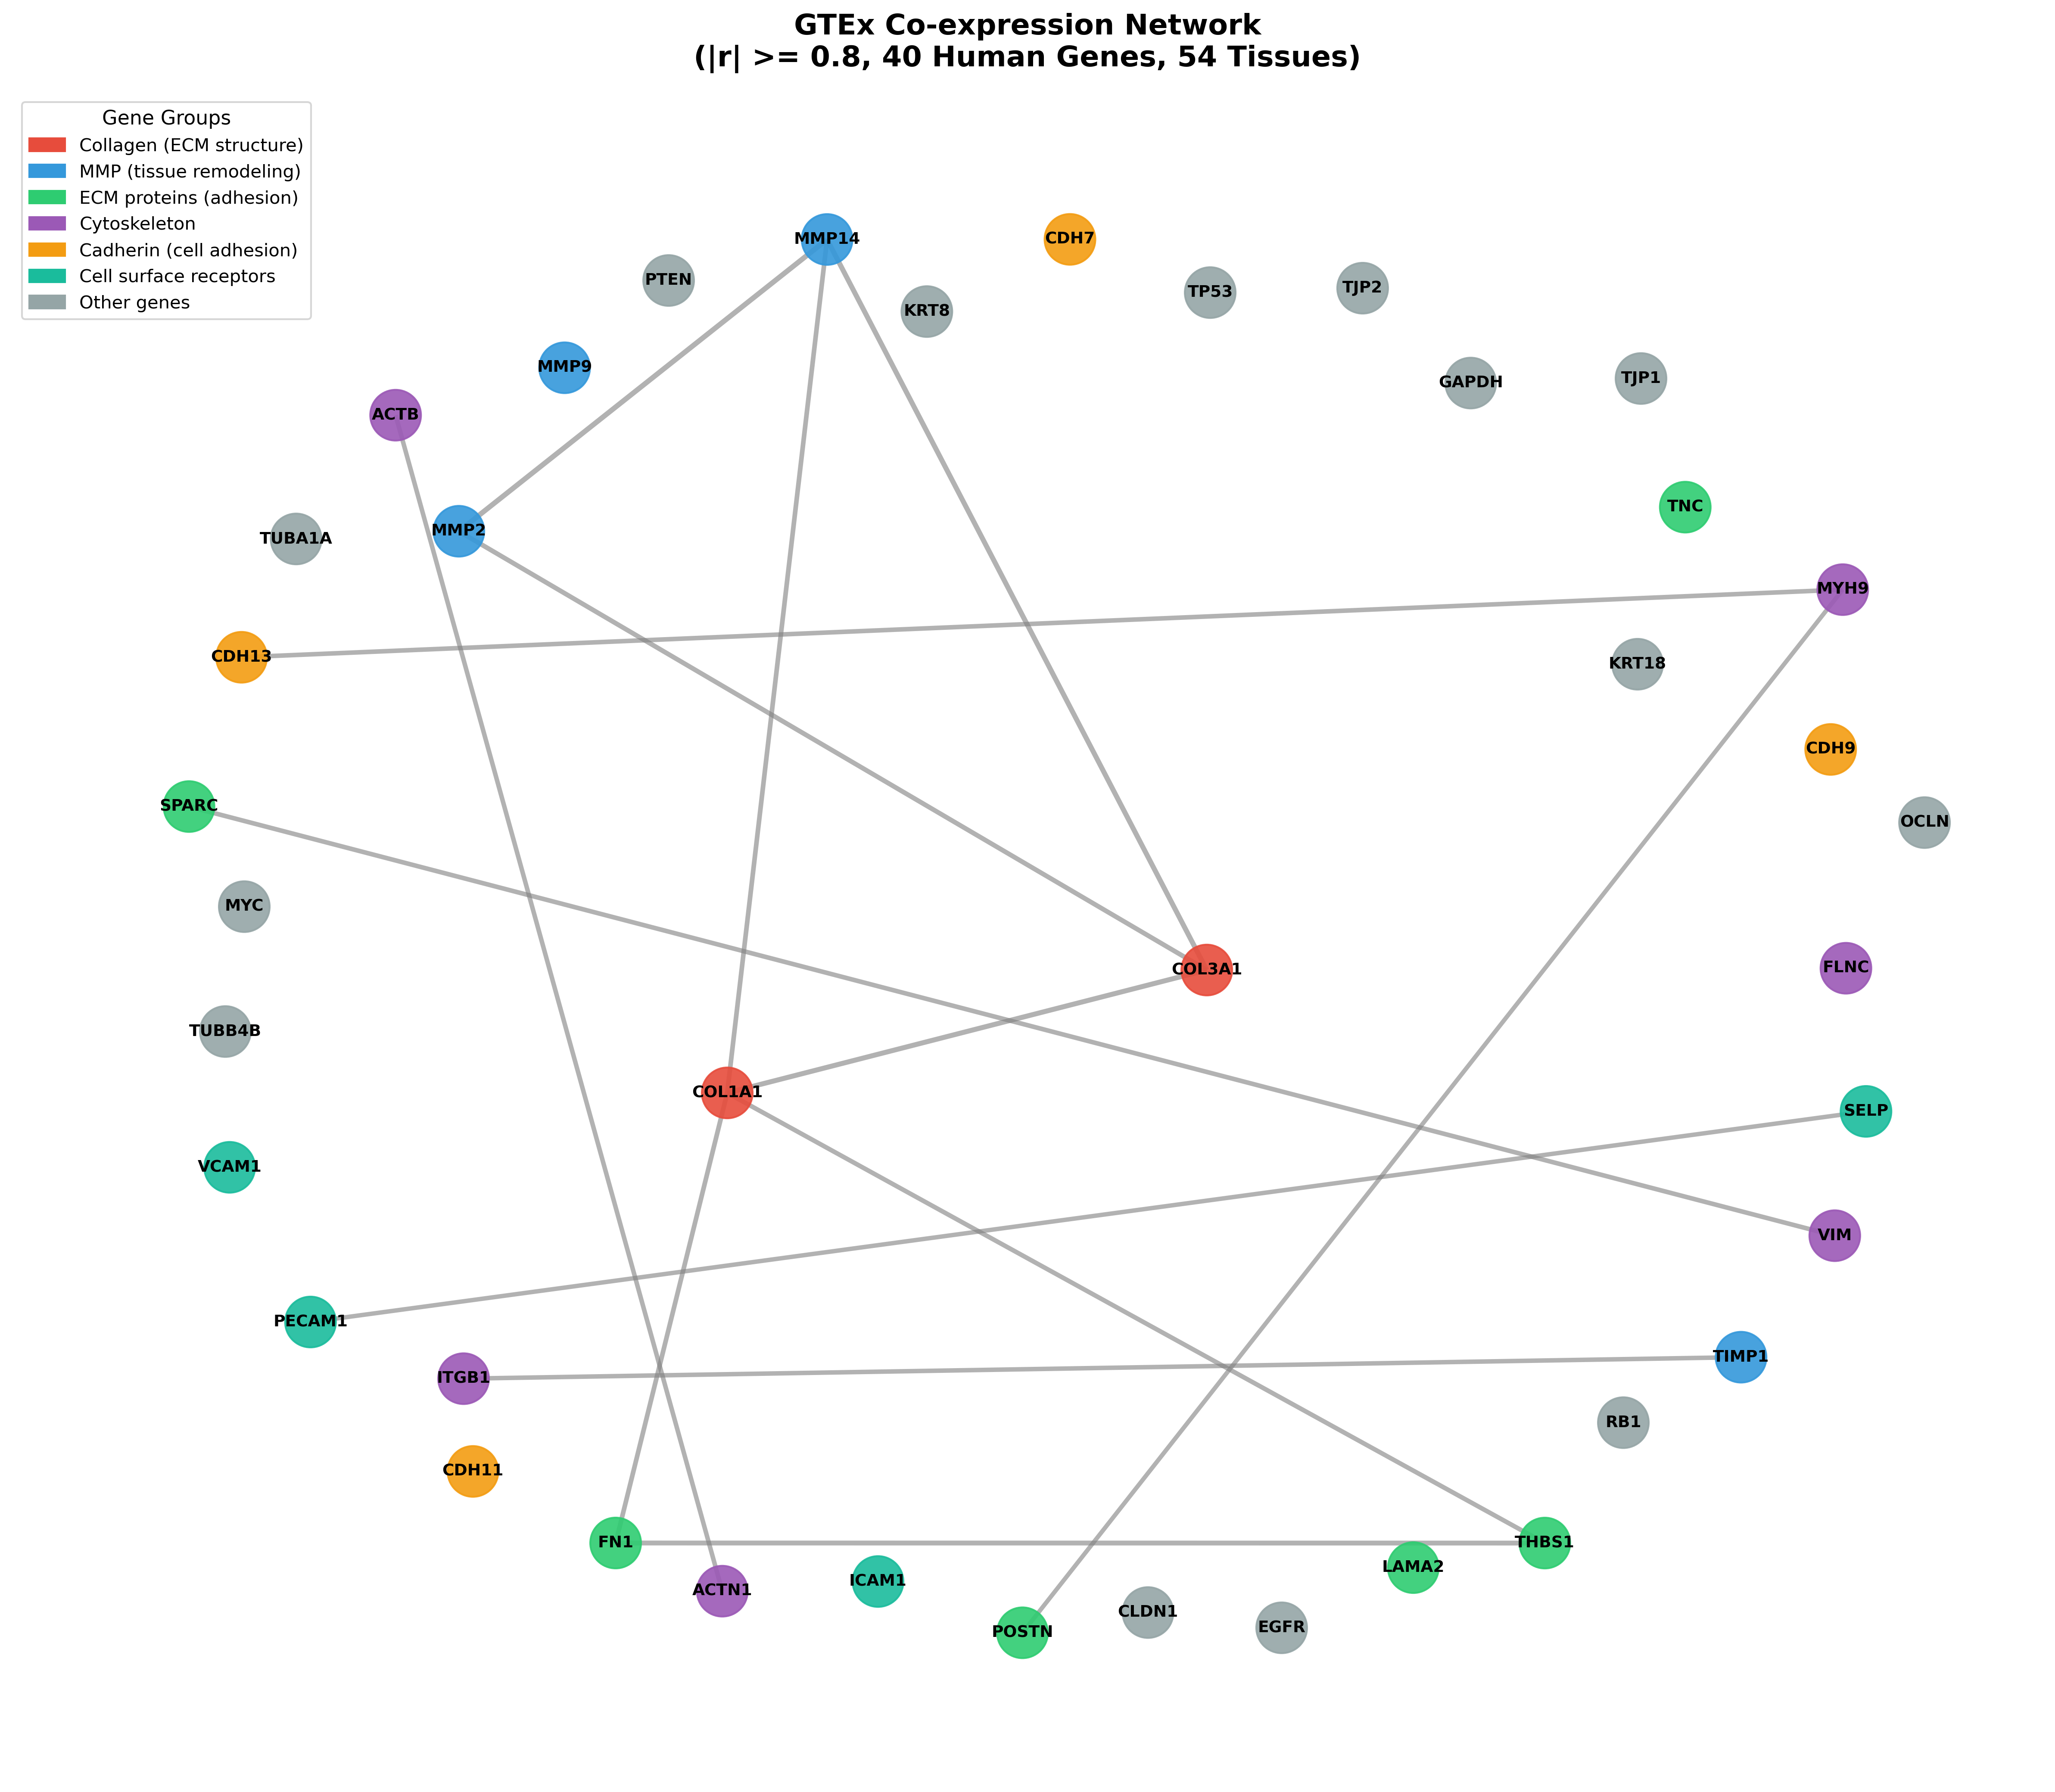 GTEx Co-expression Network
(|r| >= 0.8, 40 Human Genes, 54 Tissues)
Gene Groups
Collagen (ECM structure)
MMP (tissue remodeling)
ECM proteins (adhesion)
Cytoskeleton
Cadherin (cell adhesion)
Cell surface receptors
Other genes
MMP14
CDH7
PTEN
TP53
TJP2
KRT8
MMP9
GAPDH
TJP1
ACTB
TNC
MMP2
TUBA1A
MYH9
CDH13
KRT18
CDH9
SPARC
OCLN
MYC
FLNC
COL3A1
TUBB4B
COL1A1
SELP
VCAM1
VIM
PECAM1
TIMP1
ITGB1
RB1
CDH11
FN1
THBS1
LAMA2
ICAM1
ACTN1
CLDN1
EGFR
POSTN